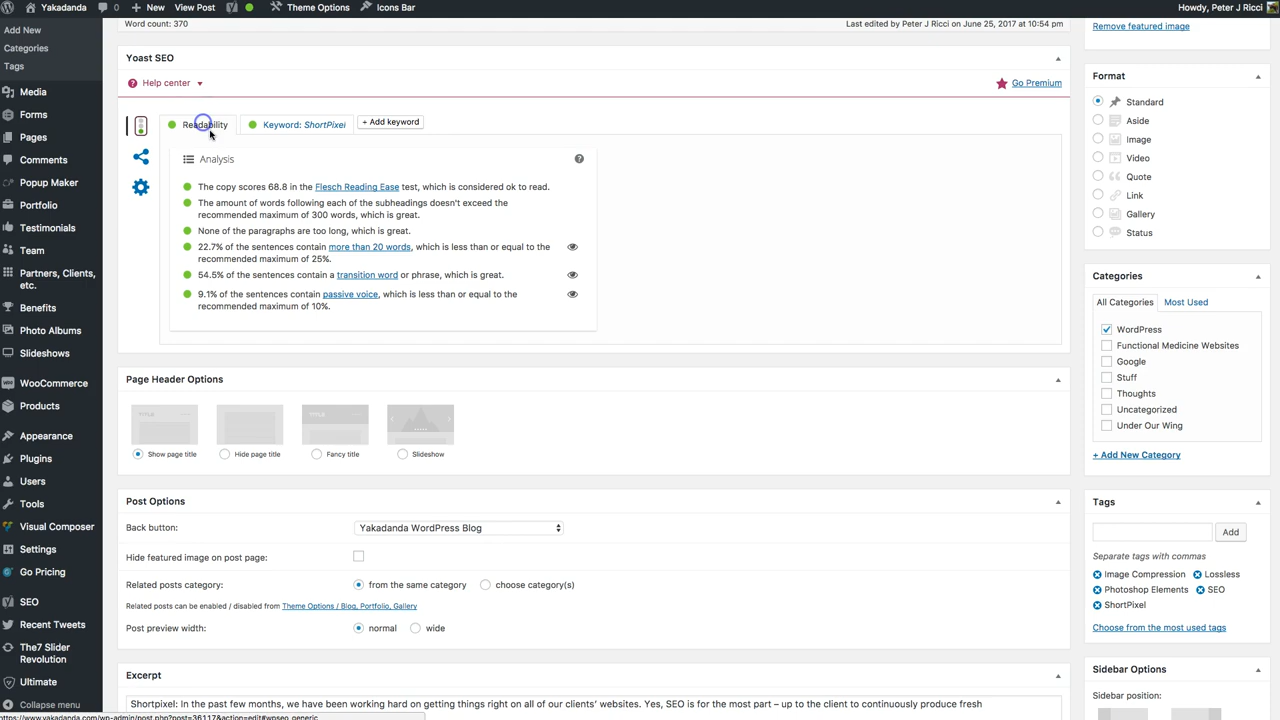 Yakadanda
0
New
View Post
Theme Options
Icons Bar
Howdy, Peter J Ricci
Add New
Categories
Tags
Media
Forms
Pages
Comments
Popup Maker
Portfolio
Testimonials
Team
Partners, Clients,
etc.
Benefits
Photo Albums
Slideshows
WooCommerce
Products
Appearance
Plugins
Users
Tools
Visual Composer
Settings
Go Pricing
SEO
Recent Tweets
The7 Slider
Revolution
Ultimate
Collapse menu
Word count: 370
Last edited by Peter J Ricci on June 25, 2017 at 10:54 pm
Yoast SEO
Help center
Go Premium
Readability
Keyword: ShortPixel
+ Add keyword
Analysis
The copy scores 68.8 in the Flesch Reading Ease test, which is considered ok to read.
The amount of words following each of the subheadings doesn't exceed the
recommended maximum of 300 words, which is great.
None of the paragraphs are too long, which is great.
22.7% of the sentences contain more than 20 words, which is less than or equal to the
recommended maximum of 25%.
54.5% of the sentences contain a transition word or phrase, which is great.
9.1% of the sentences contain passive voice, which is less than or equal to the
recommended maximum of 10%.
Page Header Options
TITLE
TITLE
Show page title
Hide page title
Fancy title
Slideshow
Post Options
Back button:
Yakadanda WordPress Blog
Hide featured image on post page:
Related posts category:
from the same category
choose category(s)
Related posts can be enabled / disabled from Theme Options / Blog, Portfolio, Gallery
Post preview width:
normal
wide
Excerpt
Shortpixel: In the past few months, we have been working hard on getting things right on all of our clients' websites. Yes, SEO is for the most part – up to the client to continuously produce fresh
Remove featured image
Format
Standard
Aside
Image
Video
Quote
Link
Gallery
Status
Categories
All Categories
Most Used
WordPress
Functional Medicine Websites
Google
Stuff
Thoughts
Uncategorized
Under Our Wing
+ Add New Category
Tags
Add
Separate tags with commas
Image Compression
Lossless
Photoshop Elements
SEO
ShortPixel
Choose from the most used tags
Sidebar Options
Sidebar position:
https://www.yakadanda.com/wp-admin/post.php?post=36117&action=edit#wpseo_generic